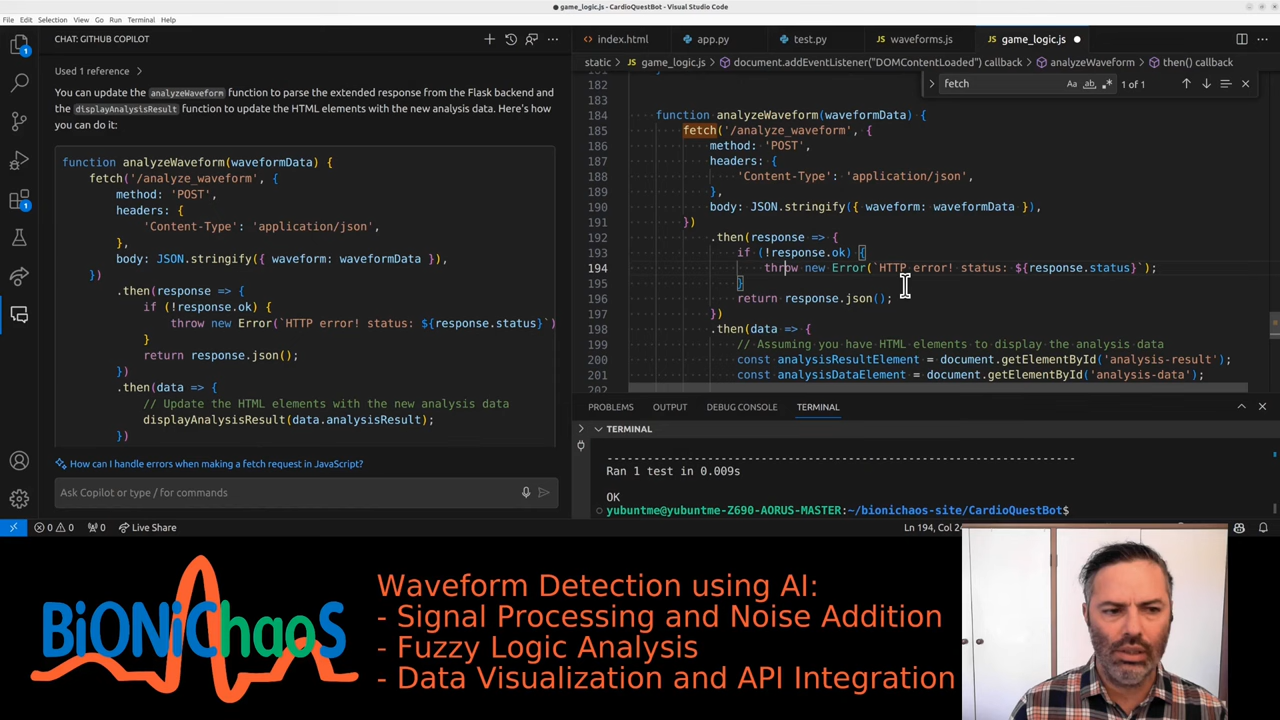 game_logic.js - CardioQuestBot - Visual Studio Code
File Edit Selection View Go Run Terminal Help
CHAT: GITHUB COPILOT
index.html app.py test.py waveforms.js game_logic.js
static > game_logic.js > document.addEventListener("DOMContentLoaded") callback > analyzeWaveform > then() callback
fetch Aa ab 1 of 1
Used 1 reference >
You can update the analyzeWaveform function to parse the extended response from the Flask backend and
the displayAnalysisResult function to update the HTML elements with the new analysis data. Here's how
you can do it:
function analyzeWaveform(waveformData) {
fetch('/analyze_waveform', {
method: 'POST',
headers: {
'Content-Type': 'application/json',
},
body: JSON.stringify({ waveform: waveformData }),
})
.then(response => {
if (!response.ok) {
throw new Error(`HTTP error! status: ${response.status}`)
}
return response.json();
})
.then(data => {
// Update the HTML elements with the new analysis data
displayAnalysisResult(data.analysisResult);
})
How can I handle errors when making a fetch request in JavaScript?
Ask Copilot or type / for commands
182
183
184 function analyzeWaveform(waveformData) {
185 fetch('/analyze_waveform', {
186 method: 'POST',
187 headers: {
188 'Content-Type': 'application/json',
189 },
190 body: JSON.stringify({ waveform: waveformData }),
191 })
192 .then(response => {
193 if (!response.ok) {
194 throw new Error(`HTTP error! status: ${response.status}`);
195 }
196 return response.json();
197 })
198 .then(data => {
199 // Assuming you have HTML elements to display the analysis data
200 const analysisResultElement = document.getElementById('analysis-result');
201 const analysisDataElement = document.getElementById('analysis-data');
PROBLEMS OUTPUT DEBUG CONSOLE TERMINAL
TERMINAL
----------------------------------------------------------------------
Ran 1 test in 0.009s
OK
yubuntme@yubuntme-Z690-AORUS-MASTER:~/bionichaos-site/CardioQuestBot$
0 0 0 Live Share
Ln 194, Col 24
BiONiChaoS
Waveform Detection using AI:
- Signal Processing and Noise Addition
- Fuzzy Logic Analysis
- Data Visualization and API Integration